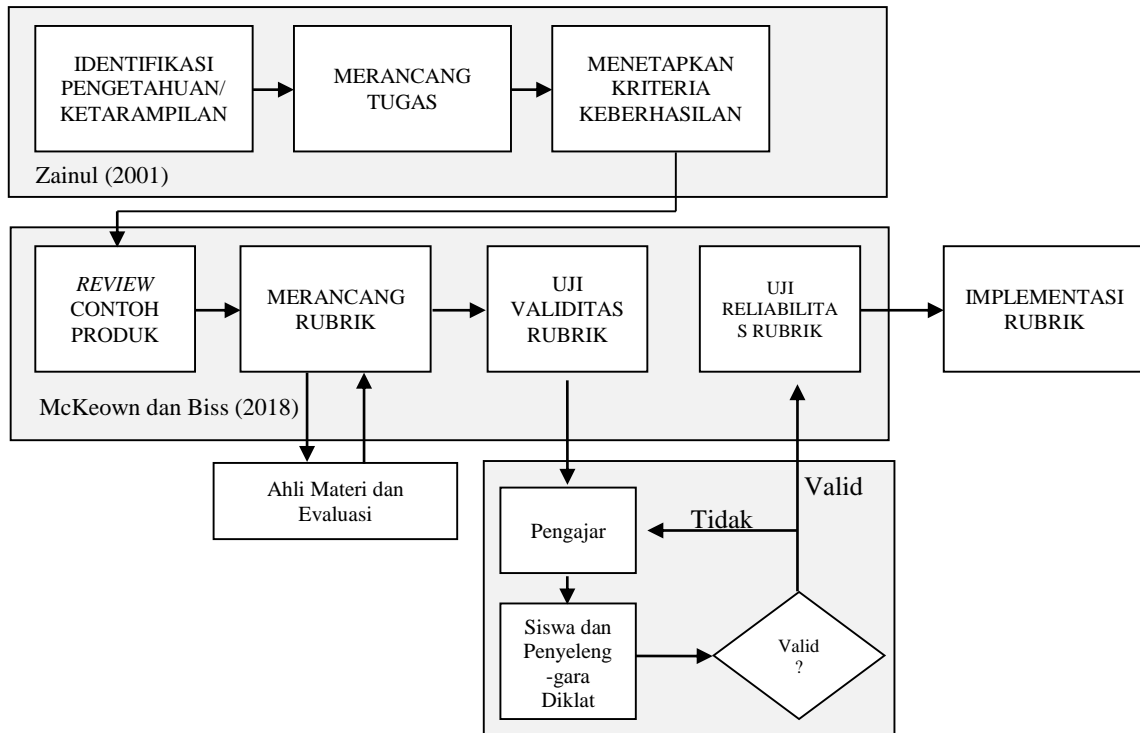 IDENTIFIKASI
PENGETAHUAN/
KETARAMPILAN
MERANCANG
TUGAS
MENETAPKAN
KRITERIA
KEBERHASILAN
Zainul (2001)
REVIEW
CONTOH
PRODUK
MERANCANG
RUBRIK
UJI
VALIDITAS
RUBRIK
UJI
RELIABILITA
S RUBRIK
IMPLEMENTASI
RUBRIK
McKeown dan Biss (2018)
Ahli Materi dan
Evaluasi
Pengajar
Tidak
Valid
Siswa dan
Penyeleng
-gara
Diklat
Valid
?